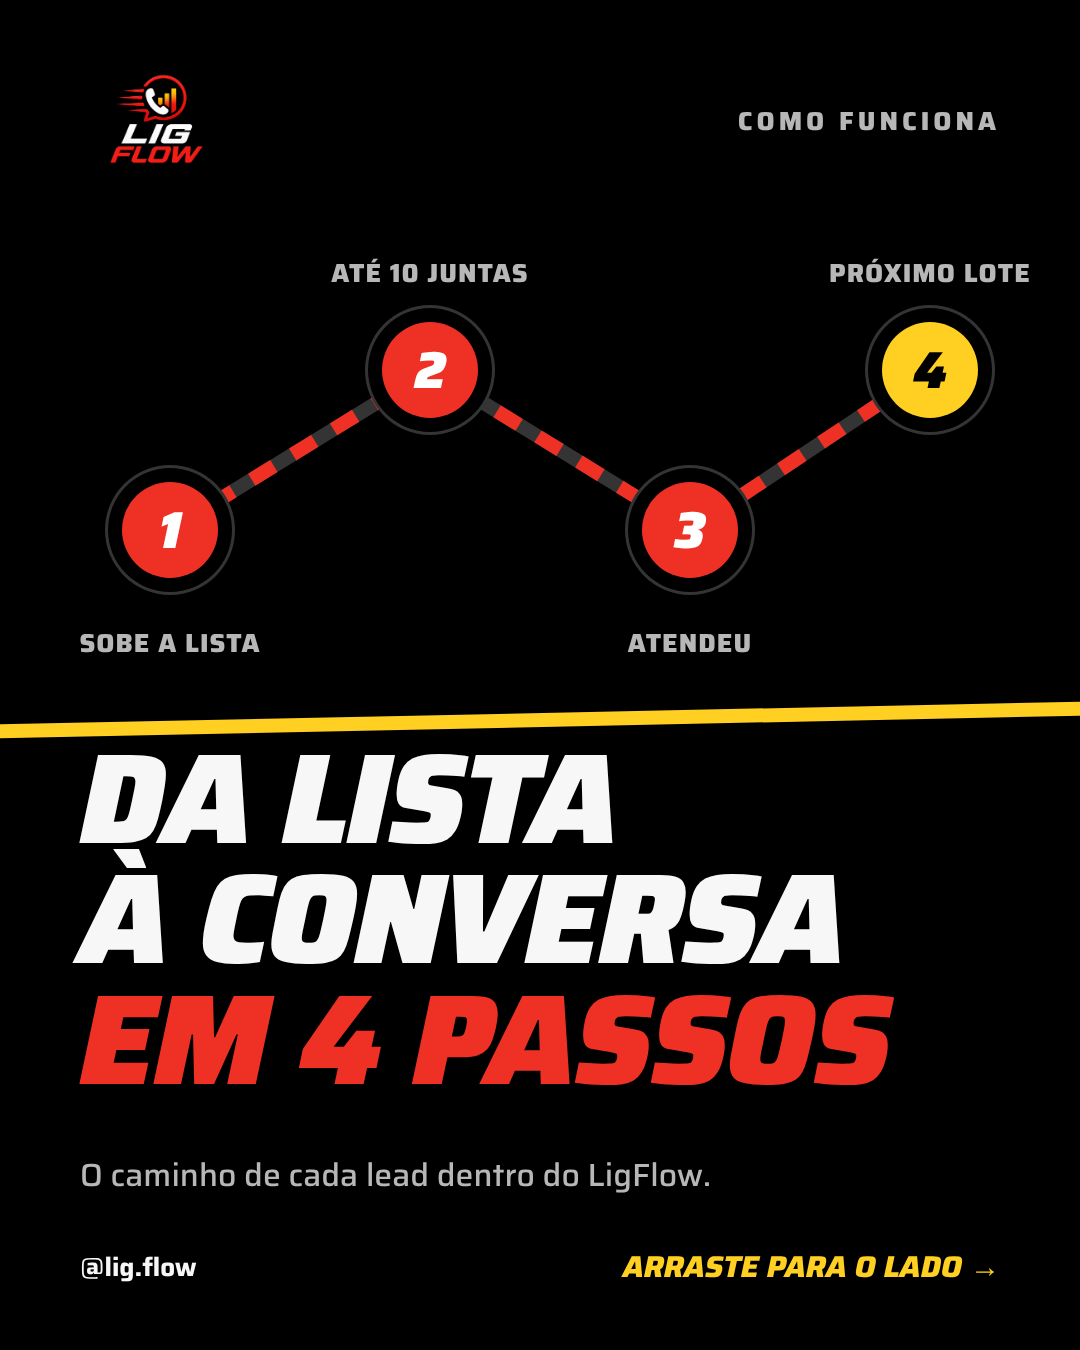 LIG
FLOW
COMO FUNCIONA
ATÉ 10 JUNTAS
PRÓXIMO LOTE
2
4
1
3
SOBE A LISTA
ATENDEU
DA LISTA
À CONVERSA
EM 4 PASSOS
O caminho de cada lead dentro do LigFlow.
@lig.flow
ARRASTE PARA O LADO →